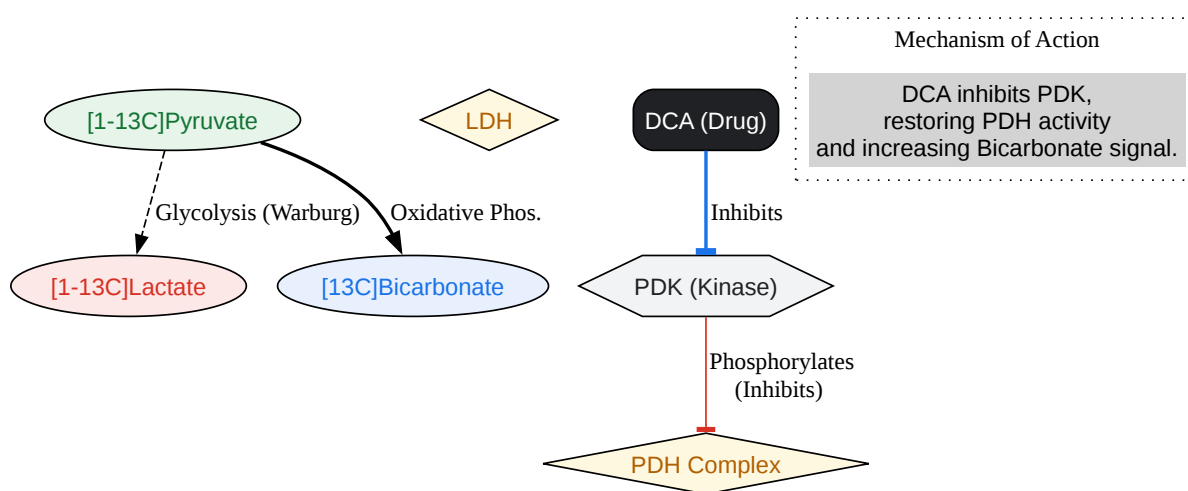 Mechanism of Action
DCA inhibits PDK,
restoring PDH activity
and increasing Bicarbonate signal.
[1-13C]Pyruvate
LDH
DCA (Drug)
Glycolysis (Warburg)
Oxidative Phos.
Inhibits
[1-13C]Lactate
[13C]Bicarbonate
PDK (Kinase)
Phosphorylates
(Inhibits)
PDH Complex